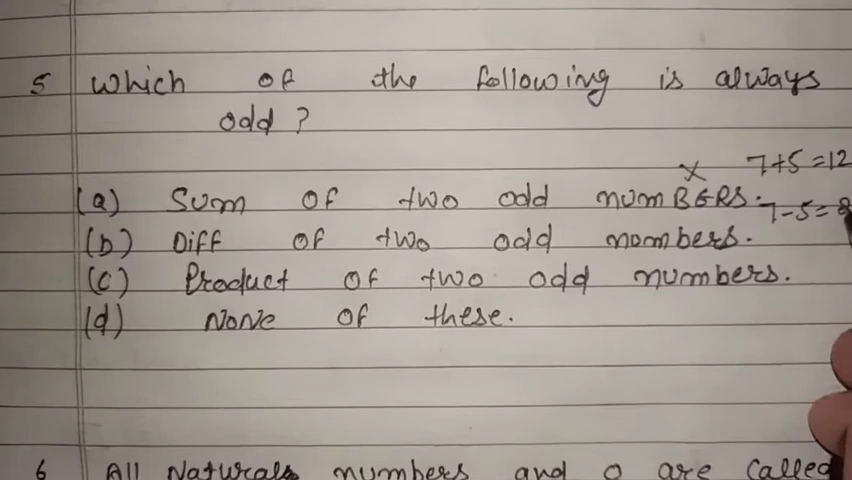 5 Which of the following is always
odd ?
x 7+5=12
(a) Sum of two odd numBERS.
7-5=
(b) Diff of two odd nombers.
(c) Product of two odd numbers.
(d) NoNe of these.
6 All Naturals numbers and 0 are called